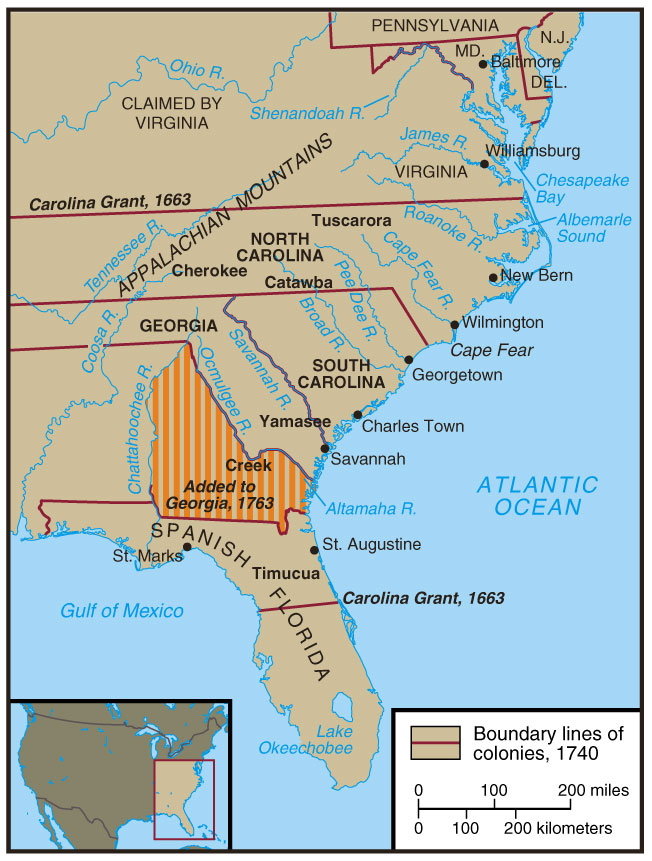 PENNSYLVANIA
N.J.
MD.
Baltimore
DEL.
Ohio R.
CLAIMED BY
VIRGINIA
Shenandoah R.
James R.
Williamsburg
VIRGINIA
Chesapeake
Bay
Carolina Grant, 1663
APPALACHIAN MOUNTAINS
Tuscarora
Roanoke R.
Albemarle
Sound
Tennessee R.
NORTH
CAROLINA
Cape Fear R.
Cherokee
Pee Dee R.
New Bern
Catawba
Broad R.
Coosa R.
GEORGIA
Savannah R.
Wilmington
Cape Fear
Ocmulgee R.
SOUTH
CAROLINA
Georgetown
Chattahoochee R.
Yamasee
Charles Town
Creek
Savannah
Added to
Georgia, 1763
Altamaha R.
ATLANTIC
OCEAN
SPANISH
FLORIDA
St. Marks
St. Augustine
Timucua
Carolina Grant, 1663
Gulf of Mexico
Lake
Okeechobee
Boundary lines of
colonies, 1740
0 100 200 miles
0 100 200 kilometers